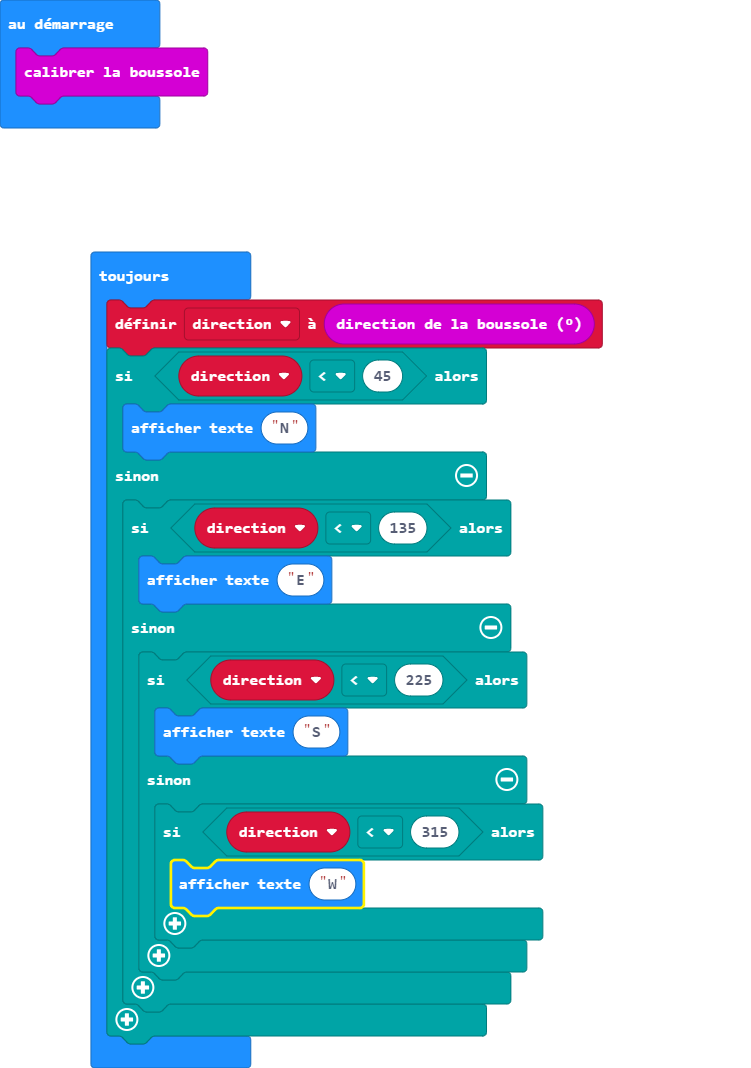 au démarrage
calibrer la boussole
toujours
définir direction à direction de la boussole (º)
si direction < 45 alors
afficher texte "N"
sinon
si direction < 135 alors
afficher texte "E"
sinon
si direction < 225 alors
afficher texte "S"
sinon
si direction < 315 alors
afficher texte "W"